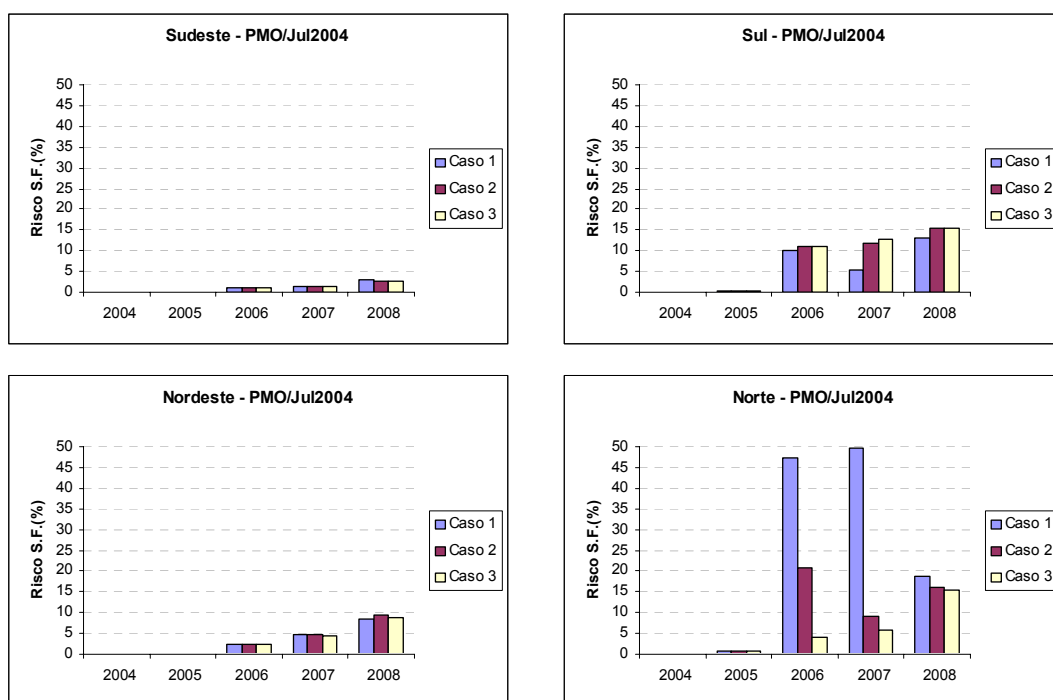 Sudeste - PMO/Jul2004
50
45
40
35
30
25
20
15
10
5
0
Risco S.F.(%)
2004 2005 2006 2007 2008
Caso 1
Caso 2
Caso 3
Sul - PMO/Jul2004
50
45
40
35
30
25
20
15
10
5
0
Risco S.F.(%)
2004 2005 2006 2007 2008
Caso 1
Caso 2
Caso 3
Nordeste - PMO/Jul2004
50
45
40
35
30
25
20
15
10
5
0
Risco S.F.(%)
2004 2005 2006 2007 2008
Caso 1
Caso 2
Caso 3
Norte - PMO/Jul2004
50
45
40
35
30
25
20
15
10
5
0
Risco S.F.(%)
2004 2005 2006 2007 2008
Caso 1
Caso 2
Caso 3